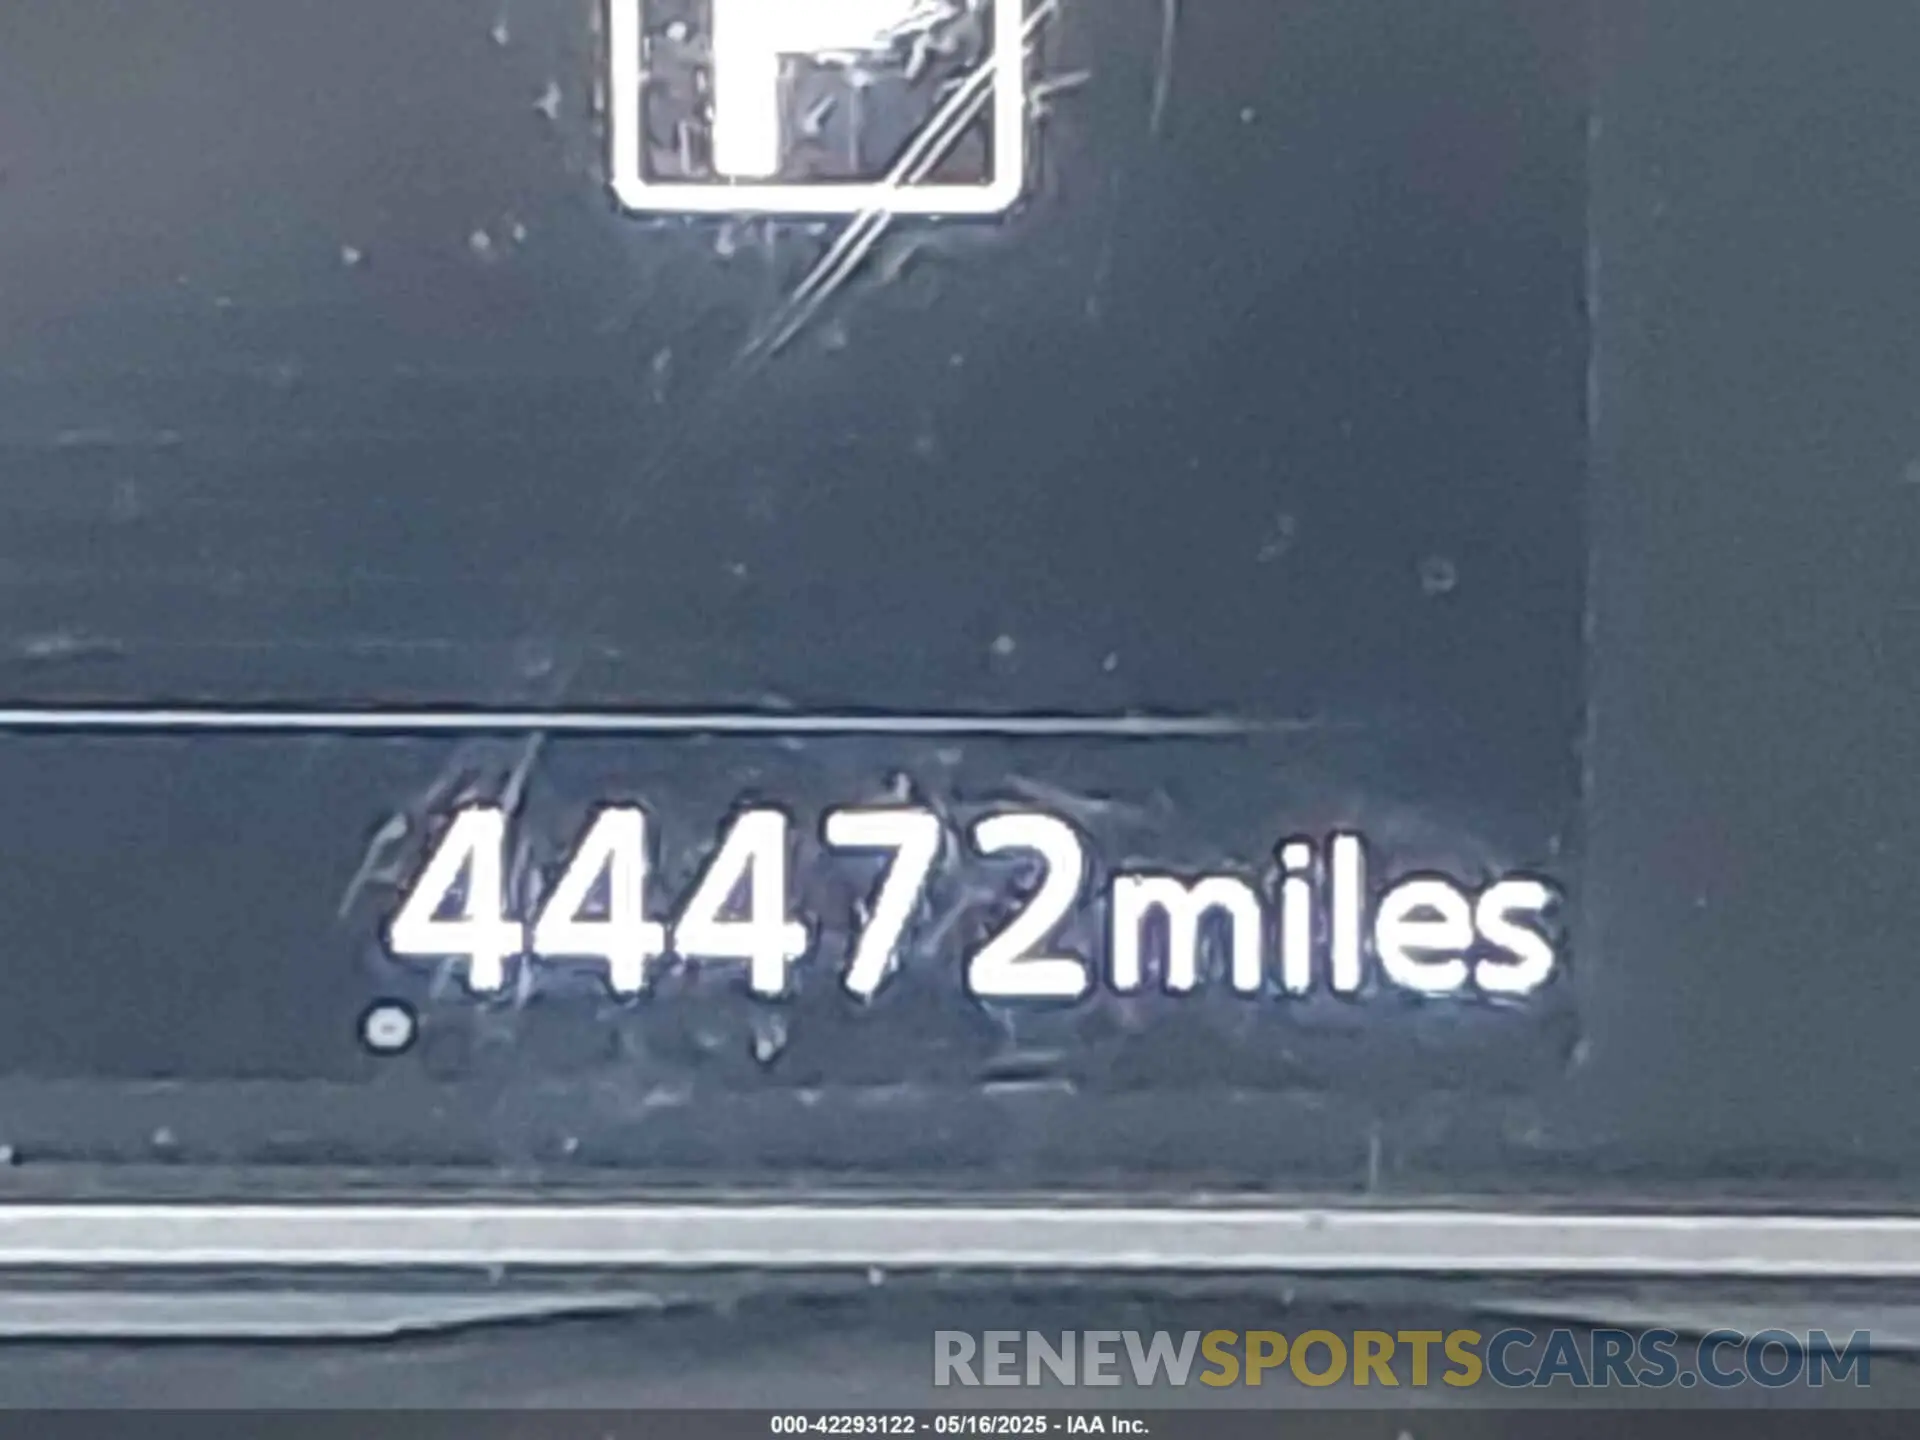 P
44472miles
RENEWSPORTSCARS.COM
000-42293122 - 05/16/2025 - IAA Inc.